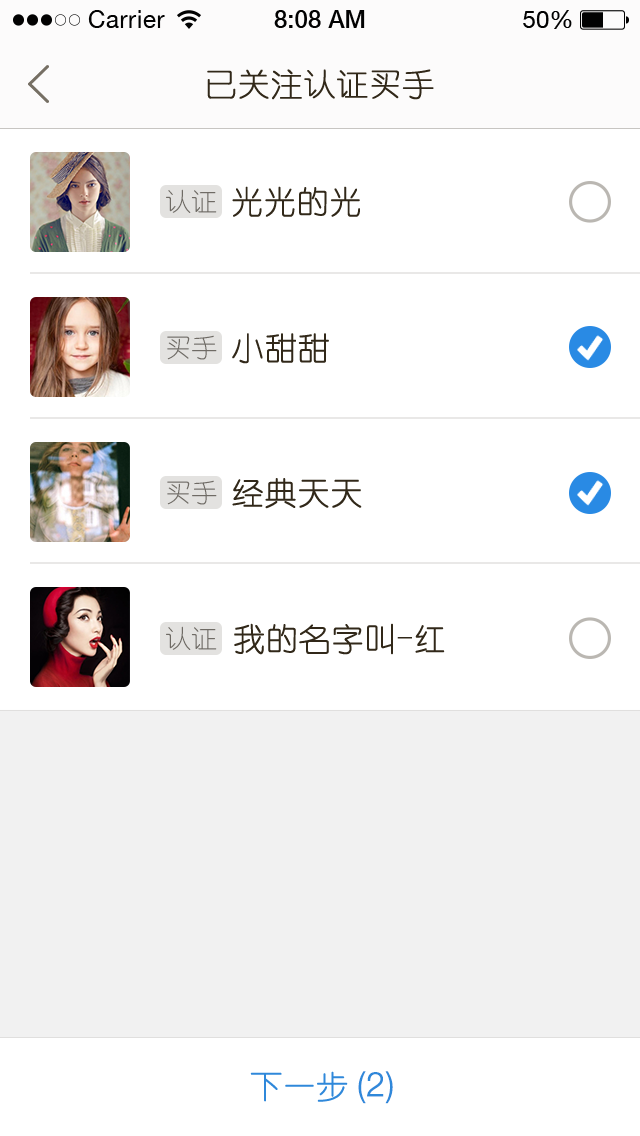 Carrier 8:08 AM 50%
已关注认证买手
认证 光光的光
买手 小甜甜
买手 经典天天
认证 我的名字叫-红
下一步 (2)